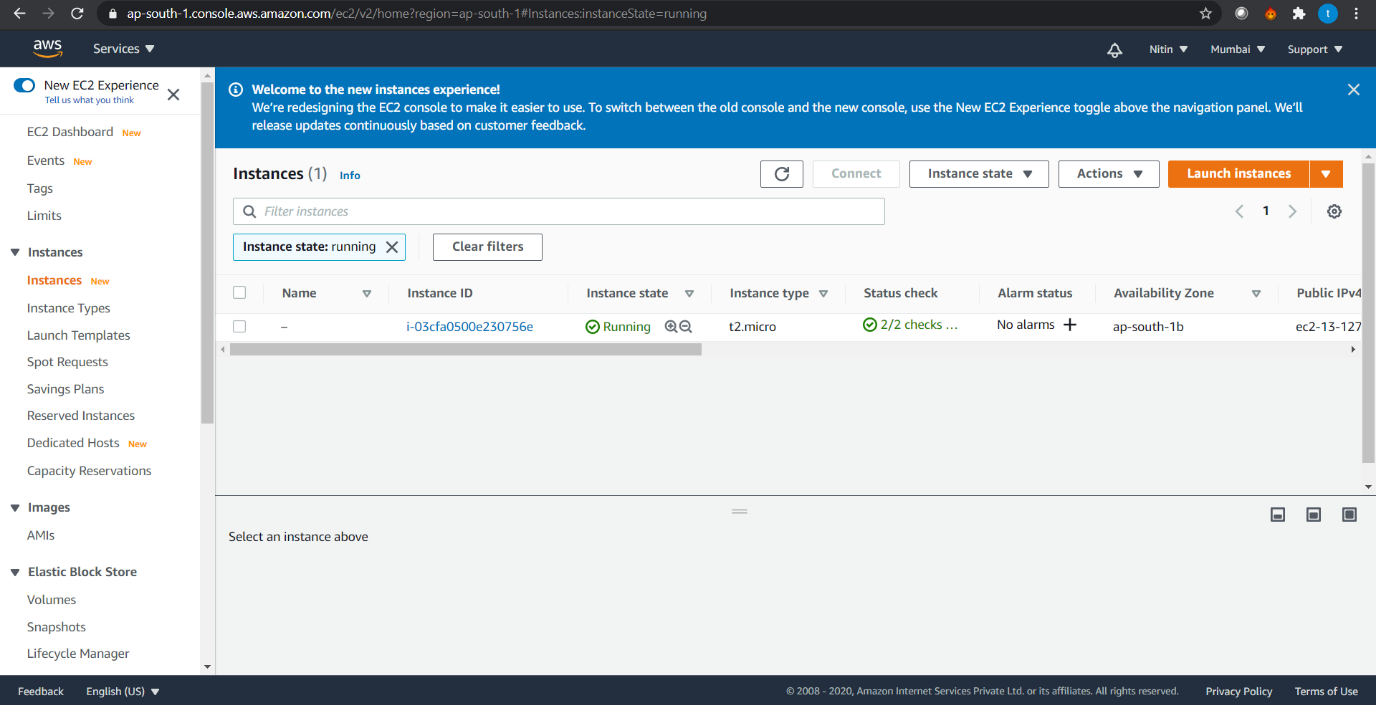 ap-south-1.console.aws.amazon.com/ec2/v2/home?region=ap-south-1#Instances:instanceState=running
t
aws
Services
Nitin
Mumbai
Support
New EC2 Experience
Tell us what you think
EC2 Dashboard New
Events New
Tags
Limits
Instances
Instances New
Instance Types
Launch Templates
Spot Requests
Savings Plans
Reserved Instances
Dedicated Hosts New
Capacity Reservations
Images
AMIs
Elastic Block Store
Volumes
Snapshots
Lifecycle Manager
Welcome to the new instances experience!
We're redesigning the EC2 console to make it easier to use. To switch between the old console and the new console, use the New EC2 Experience toggle above the navigation panel. We'll
release updates continuously based on customer feedback.
Instances (1) Info
Connect
Instance state
Actions
Launch instances
Filter instances
1
Instance state: running
Clear filters
Name Instance ID Instance state Instance type Status check Alarm status Availability Zone Public IPv4
– i-03cfa0500e230756e Running t2.micro 2/2 checks ... No alarms + ap-south-1b ec2-13-127
Select an instance above
Feedback English (US) © 2008 - 2020, Amazon Internet Services Private Ltd. or its affiliates. All rights reserved. Privacy Policy Terms of Use